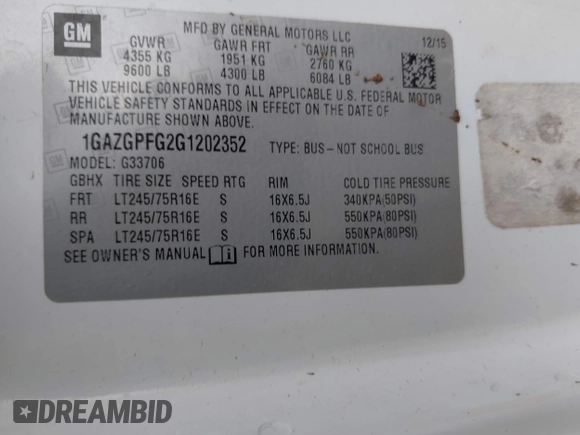 GM
MFD BY GENERAL MOTORS LLC
GVWR GAWR FRT GAWR RR 12/15
4355 KG 1951 KG 2760 KG
9600 LB 4300 LB 6084 LB
THIS VEHICLE CONFORMS TO ALL APPLICABLE U.S. FEDERAL MOTOR
VEHICLE SAFETY STANDARDS IN EFFECT ON THE DATE OF
MANUFACTURE SHOWN ABOVE.
1GAZGPFG2G1202352 TYPE: BUS-NOT SCHOOL BUS
MODEL: G33706
GBHX TIRE SIZE SPEED RTG RIM COLD TIRE PRESSURE
FRT LT245/75R16E S 16X6.5J 340KPA(50PSI)
RR LT245/75R16E S 16X6.5J 550KPA(80PSI)
SPA LT245/75R16E S 16X6.5J 550KPA(80PSI)
SEE OWNER'S MANUAL i FOR MORE INFORMATION.
DREAMBID